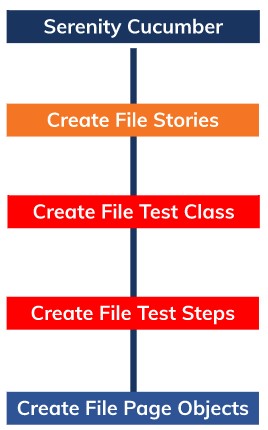 Serenity Cucumber
Create File Stories
Create File Test Class
Create File Test Steps
Create File Page Objects